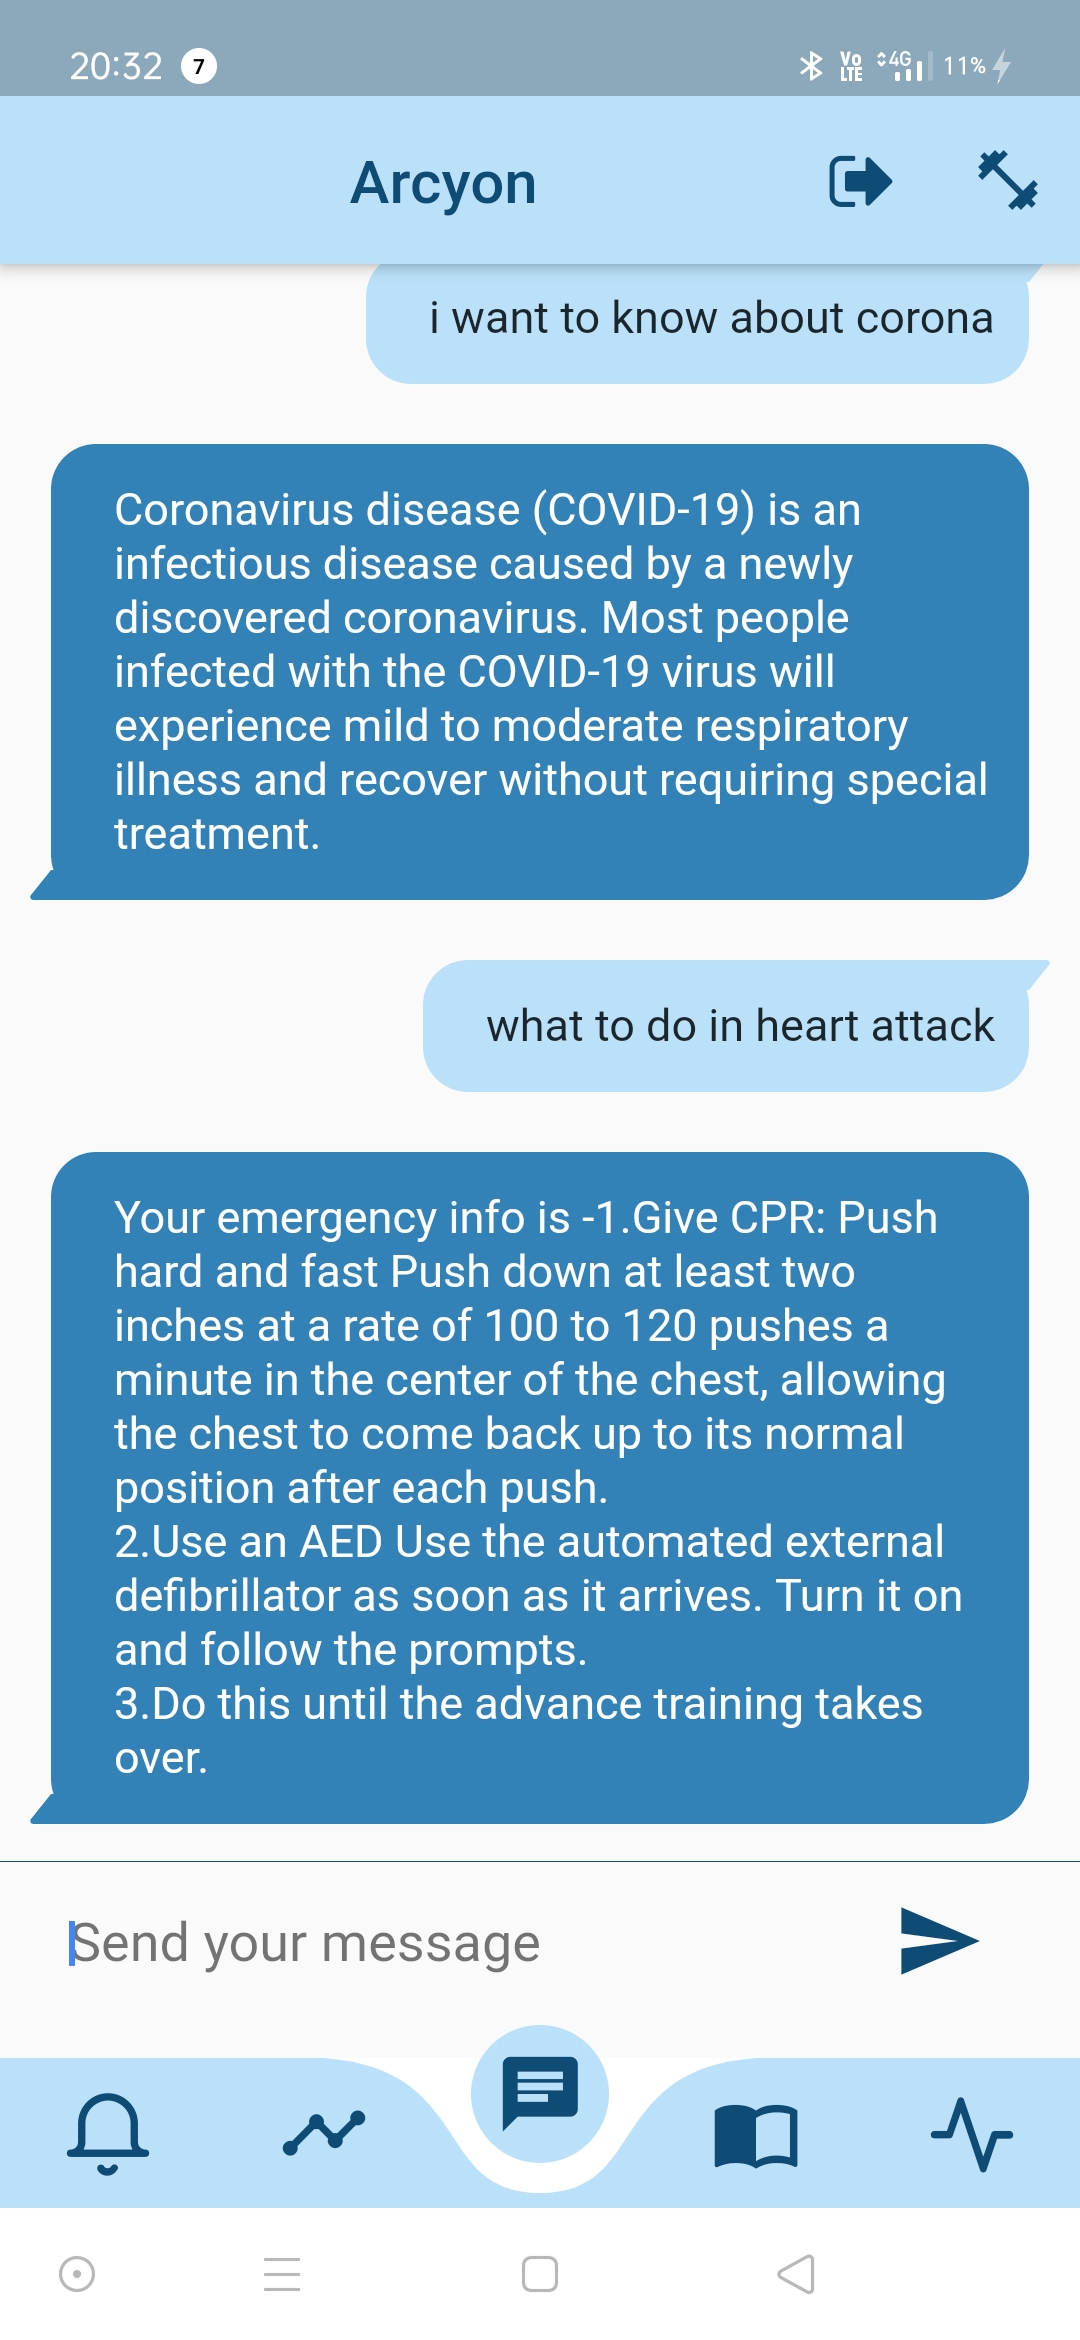 20:32 7 Vo LTE 4G 11%
Arcyon
i want to know about corona
Coronavirus disease (COVID-19) is an
infectious disease caused by a newly
discovered coronavirus. Most people
infected with the COVID-19 virus will
experience mild to moderate respiratory
illness and recover without requiring special
treatment.
what to do in heart attack
Your emergency info is -1.Give CPR: Push
hard and fast Push down at least two
inches at a rate of 100 to 120 pushes a
minute in the center of the chest, allowing
the chest to come back up to its normal
position after each push.
2.Use an AED Use the automated external
defibrillator as soon as it arrives. Turn it on
and follow the prompts.
3.Do this until the advance training takes
over.
Send your message